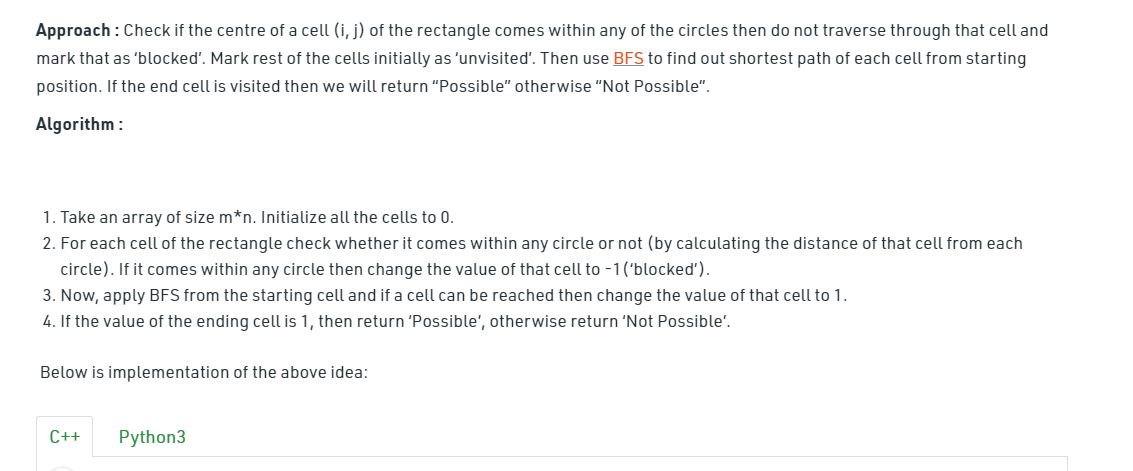 Approach : Check if the centre of a cell (i, j) of the rectangle comes within any of the circles then do not traverse through that cell and
mark that as ‘blocked’. Mark rest of the cells initially as ‘unvisited’. Then use BFS to find out shortest path of each cell from starting
position. If the end cell is visited then we will return “Possible” otherwise “Not Possible”.
Algorithm :
1. Take an array of size m*n. Initialize all the cells to 0.
2. For each cell of the rectangle check whether it comes within any circle or not (by calculating the distance of that cell from each
circle). If it comes within any circle then change the value of that cell to -1(‘blocked’).
3. Now, apply BFS from the starting cell and if a cell can be reached then change the value of that cell to 1.
4. If the value of the ending cell is 1, then return ‘Possible’, otherwise return ‘Not Possible’.
Below is implementation of the above idea:
C++ Python3